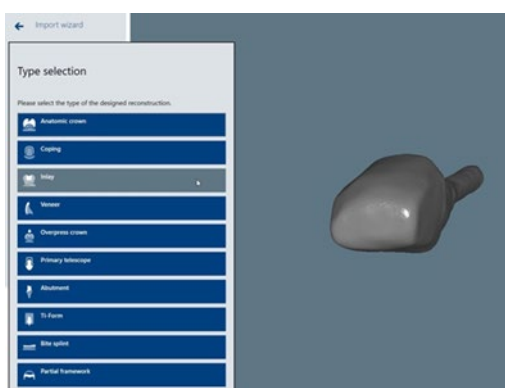 Import wizard
Type selection
Please select the type of the designed reconstruction.
Anatomic crown
Coping
Inlay
Veneer
Overpress crown
Primary telescope
Abutment
Ti-Form
Bite splint
Partial framework